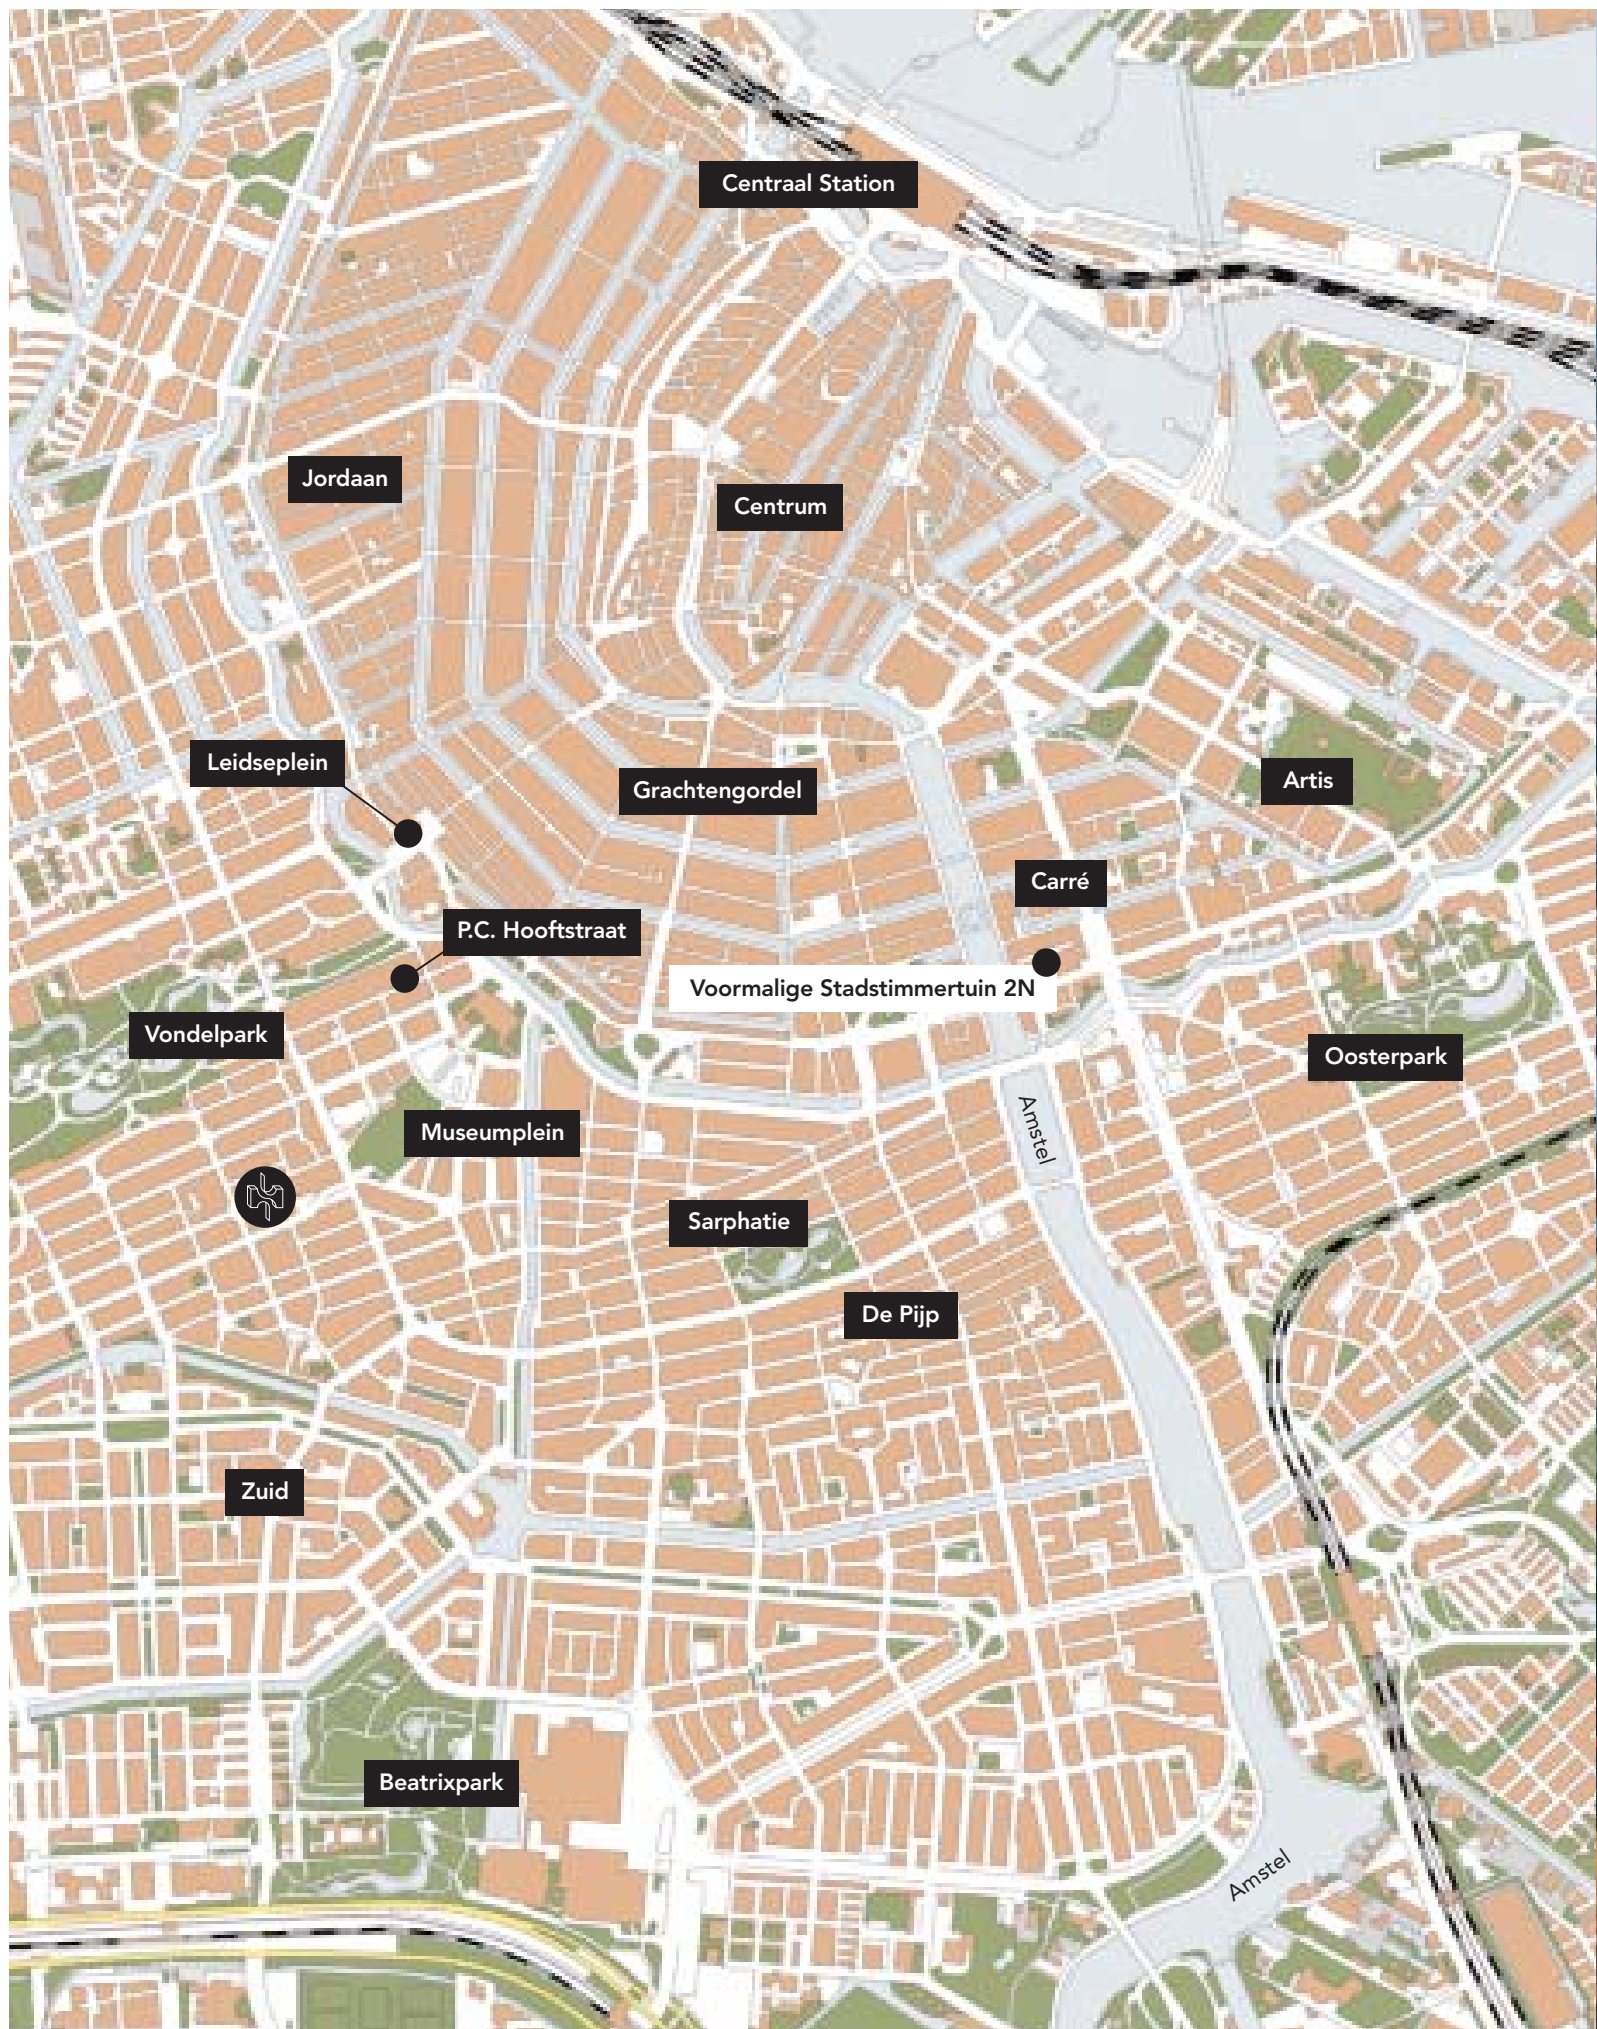 Centraal Station
Jordaan
Centrum
Leidseplein
Grachtengordel
Artis
Carré
P.C. Hooftstraat
Voormalige Stadstimmertuin 2N
Vondelpark
Oosterpark
Museumplein
Amstel
Sarphatie
De Pijp
Zuid
Beatrixpark
Amstel